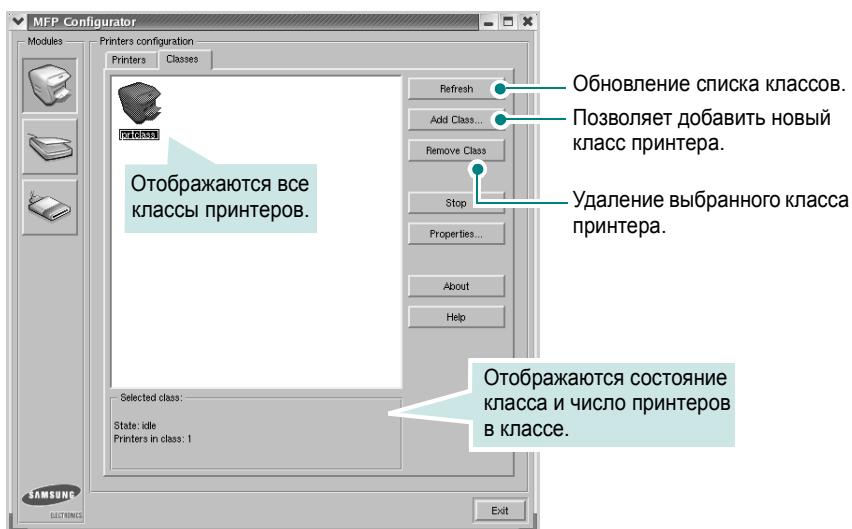 MFP Configurator
Modules
Printers configuration
Printers
Classes
prtclass
Refresh
Add Class...
Remove Class
Stop
Properties...
About
Help
Обновление списка классов.
Позволяет добавить новый
класс принтера.
Удаление выбранного класса
принтера.
Отображаются все
классы принтеров.
Отображаются состояние
класса и число принтеров
в классе.
Selected class:
State: idle
Printers in class: 1
SAMSUNG
ELECTRONICS
Exit